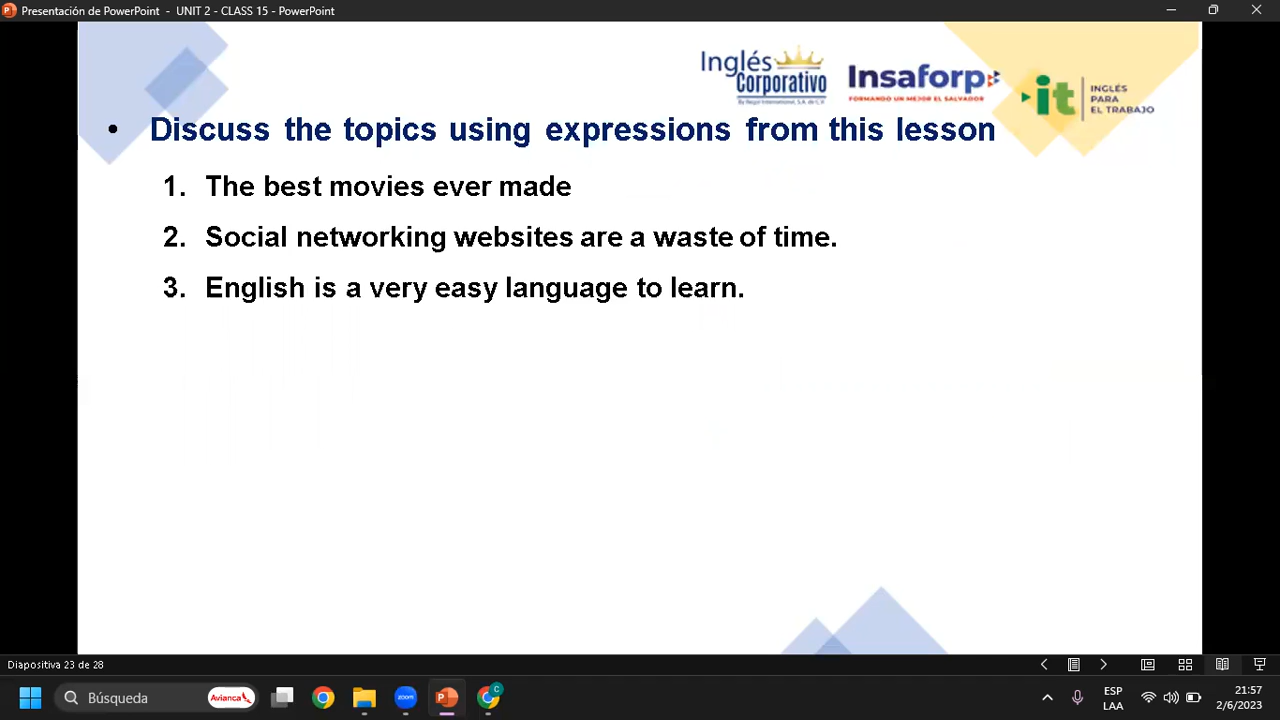 Presentación de PowerPoint - UNIT 2 - CLASS 15 - PowerPoint
Inglés
Corporativo
Insaforp
FORMANDO UN MEJOR EL SALVADOR
it
INGLÉS
PARA
EL TRABAJO
• Discuss the topics using expressions from this lesson
1. The best movies ever made
2. Social networking websites are a waste of time.
3. English is a very easy language to learn.
Diapositiva 23 de 28
Búsqueda
Avianca
zoom
C
ESP
LAA
21:57
2/6/2023